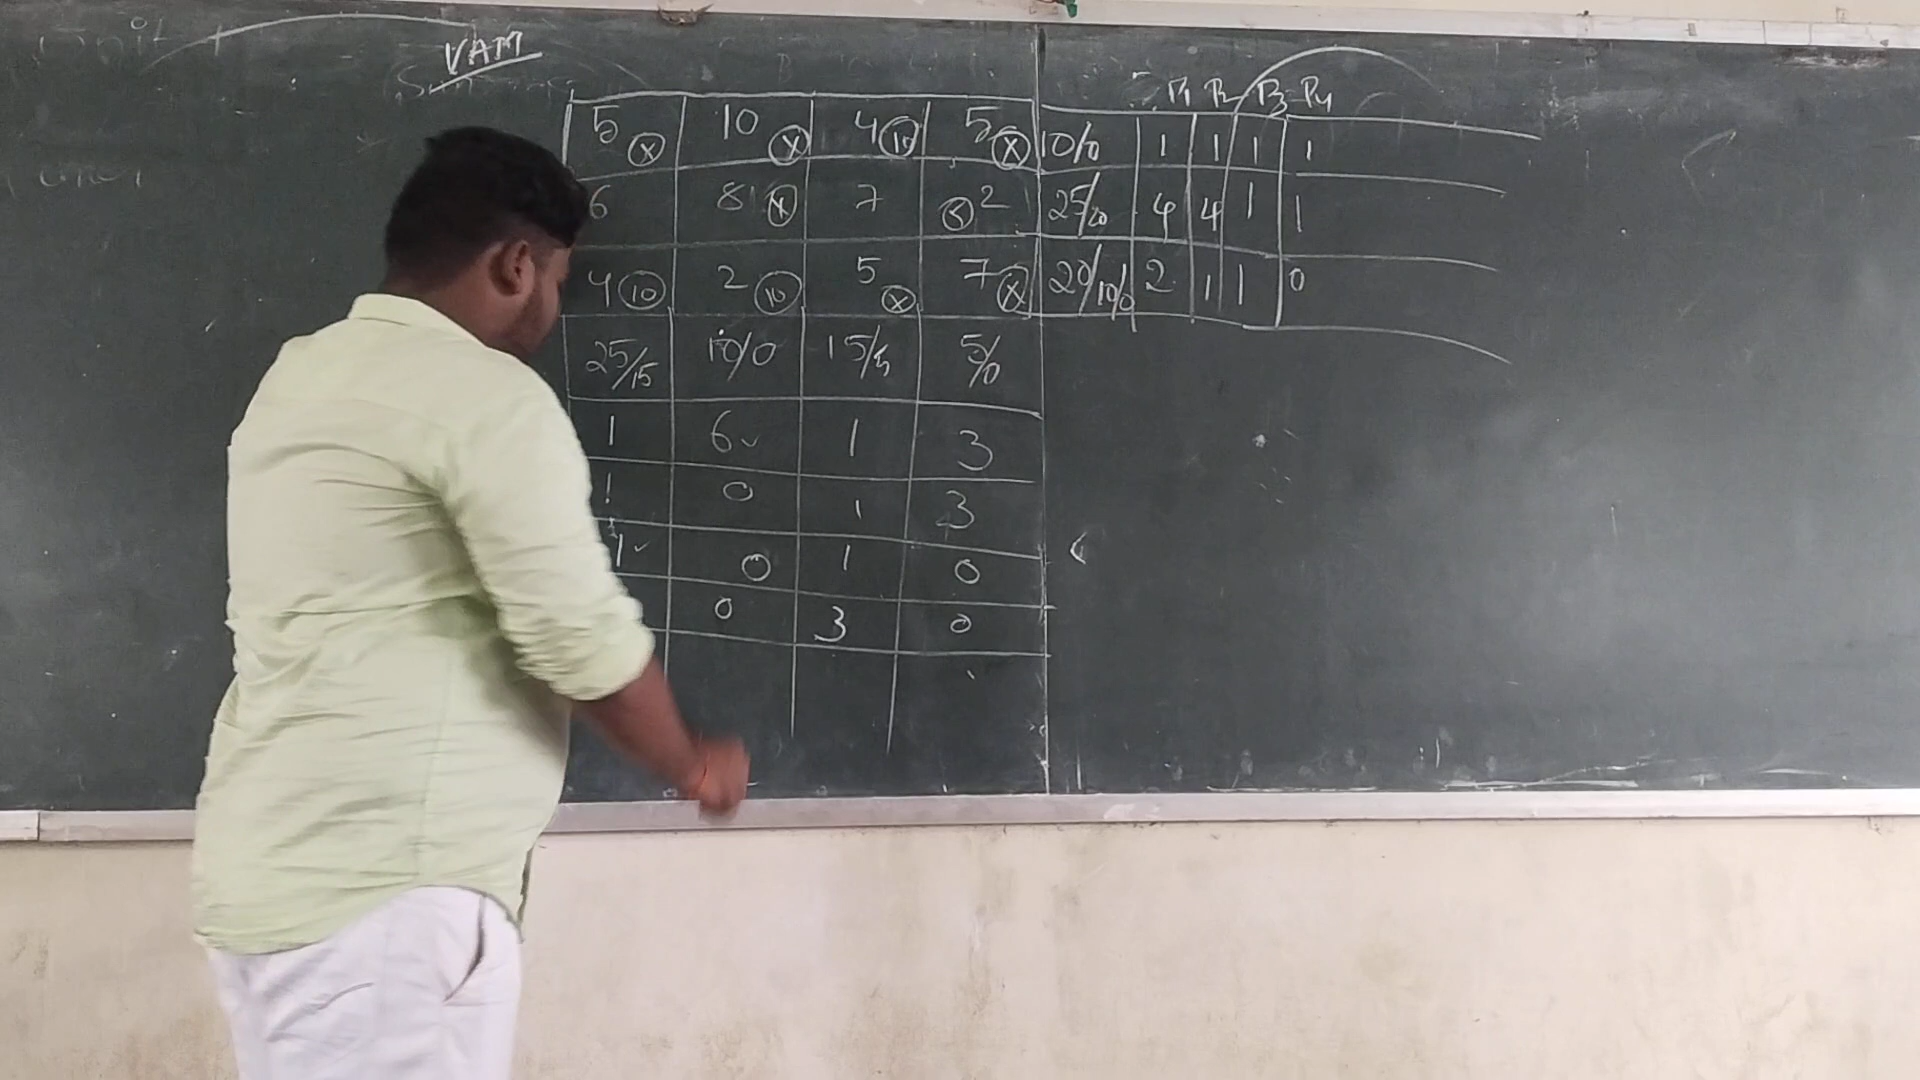 VAM
P1 P2 P3 P4
5 ⓧ 10 ⓧ 4 ⑩ 5 ⓧ 10/0 1 1 1 1
6 8 ⓧ 7 ⑤ 2 25/20 4 4 1 1
4 ⑩ 2 ⑩ 5 ⓧ 7 ⓧ 20/10/0 2 1 1 0
25/15 10/0 15/5 5/0
1 6✓ 1 3
1 0 1 3
1✓ 0 1 0
0 3 0